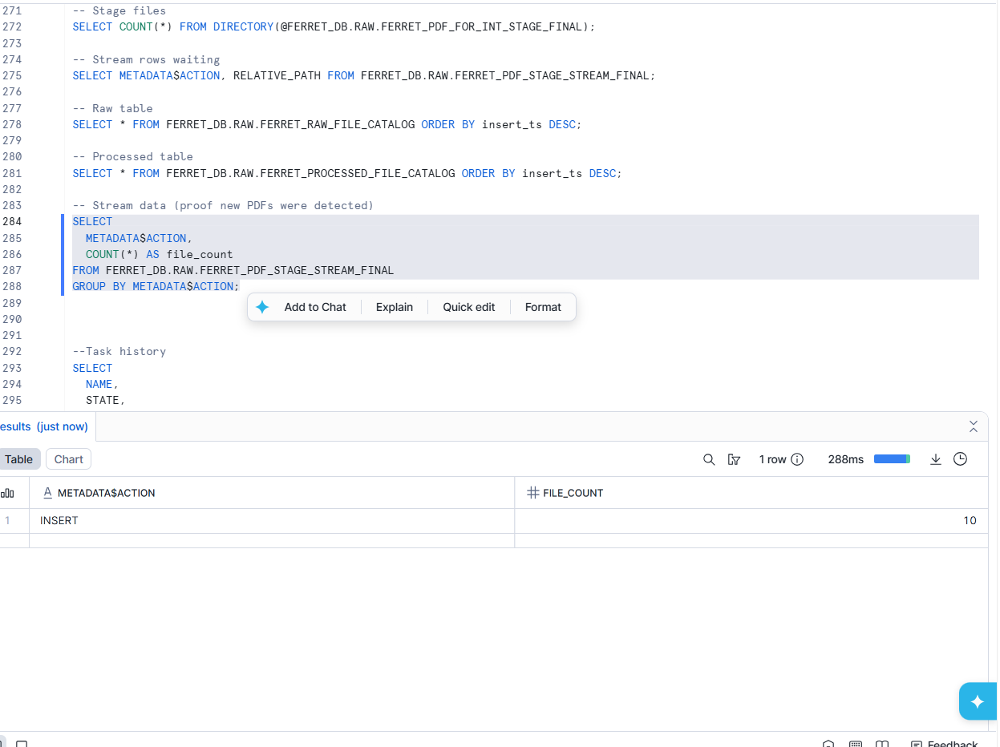 271 -- Stage files
272 SELECT COUNT(*) FROM DIRECTORY(@FERRET_DB.RAW.FERRET_PDF_FOR_INT_STAGE_FINAL);
273
274 -- Stream rows waiting
275 SELECT METADATA$ACTION, RELATIVE_PATH FROM FERRET_DB.RAW.FERRET_PDF_STAGE_STREAM_FINAL;
276
277 -- Raw table
278 SELECT * FROM FERRET_DB.RAW.FERRET_RAW_FILE_CATALOG ORDER BY insert_ts DESC;
279
280 -- Processed table
281 SELECT * FROM FERRET_DB.RAW.FERRET_PROCESSED_FILE_CATALOG ORDER BY insert_ts DESC;
282
283 -- Stream data (proof new PDFs were detected)
284 SELECT
285   METADATA$ACTION,
286   COUNT(*) AS file_count
287 FROM FERRET_DB.RAW.FERRET_PDF_STAGE_STREAM_FINAL
288 GROUP BY METADATA$ACTION;
289
Add to Chat Explain Quick edit Format
290
291
292 --Task history
293 SELECT
294   NAME,
295   STATE,
esults (just now)
Table Chart 1 row 288ms
METADATA$ACTION FILE_COUNT
1 INSERT 10
Feedback